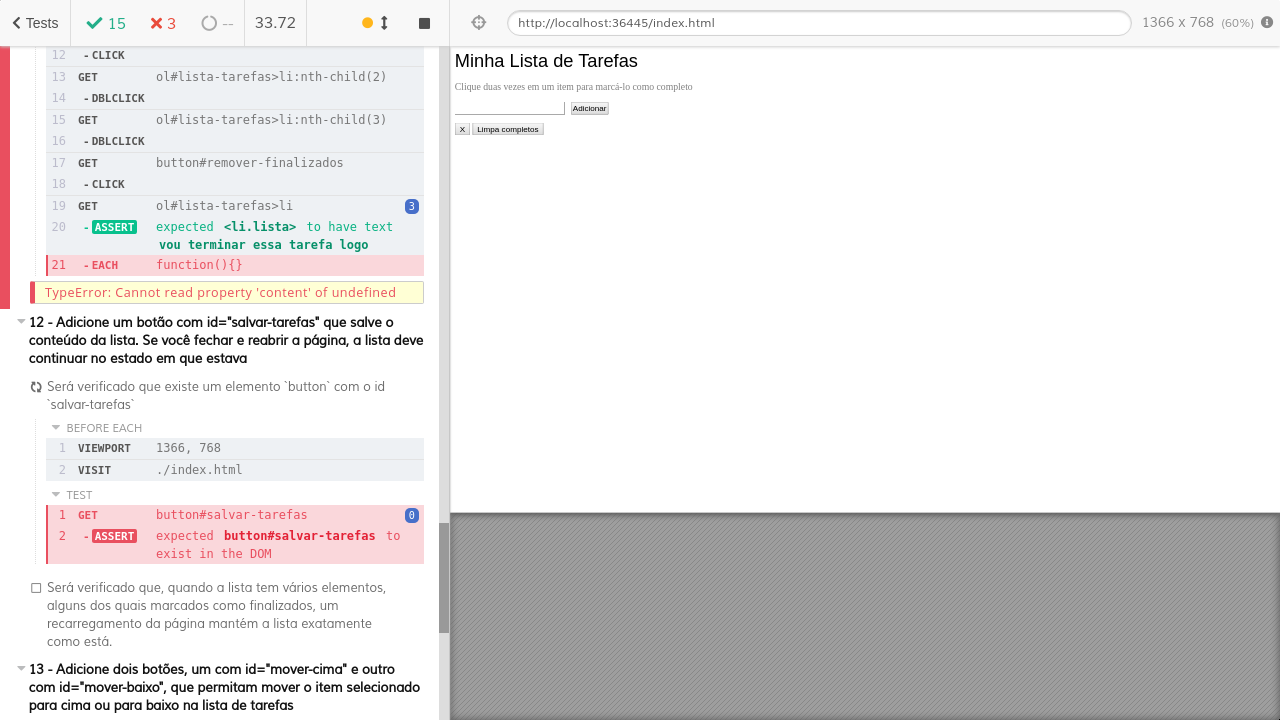 Tests
15
3
--
33.72
http://localhost:36445/index.html
1366 x 768 (60%)
12 - CLICK
13 GET ol#lista-tarefas>li:nth-child(2)
14 - DBLCLICK
15 GET ol#lista-tarefas>li:nth-child(3)
16 - DBLCLICK
17 GET button#remover-finalizados
18 - CLICK
19 GET ol#lista-tarefas>li 3
20 - ASSERT expected <li.lista> to have text
vou terminar essa tarefa logo
21 - EACH function(){}
TypeError: Cannot read property 'content' of undefined
12 - Adicione um botão com id="salvar-tarefas" que salve o
conteúdo da lista. Se você fechar e reabrir a página, a lista deve
continuar no estado em que estava
Será verificado que existe um elemento `button` com o id
`salvar-tarefas`
BEFORE EACH
1 VIEWPORT 1366, 768
2 VISIT ./index.html
TEST
1 GET button#salvar-tarefas 0
2 - ASSERT expected button#salvar-tarefas to
exist in the DOM
Será verificado que, quando a lista tem vários elementos,
alguns dos quais marcados como finalizados, um
recarregamento da página mantém a lista exatamente
como está.
13 - Adicione dois botões, um com id="mover-cima" e outro
com id="mover-baixo", que permitam mover o item selecionado
para cima ou para baixo na lista de tarefas
Minha Lista de Tarefas
Clique duas vezes em um item para marcá-lo como completo
Adicionar
X Limpa completos